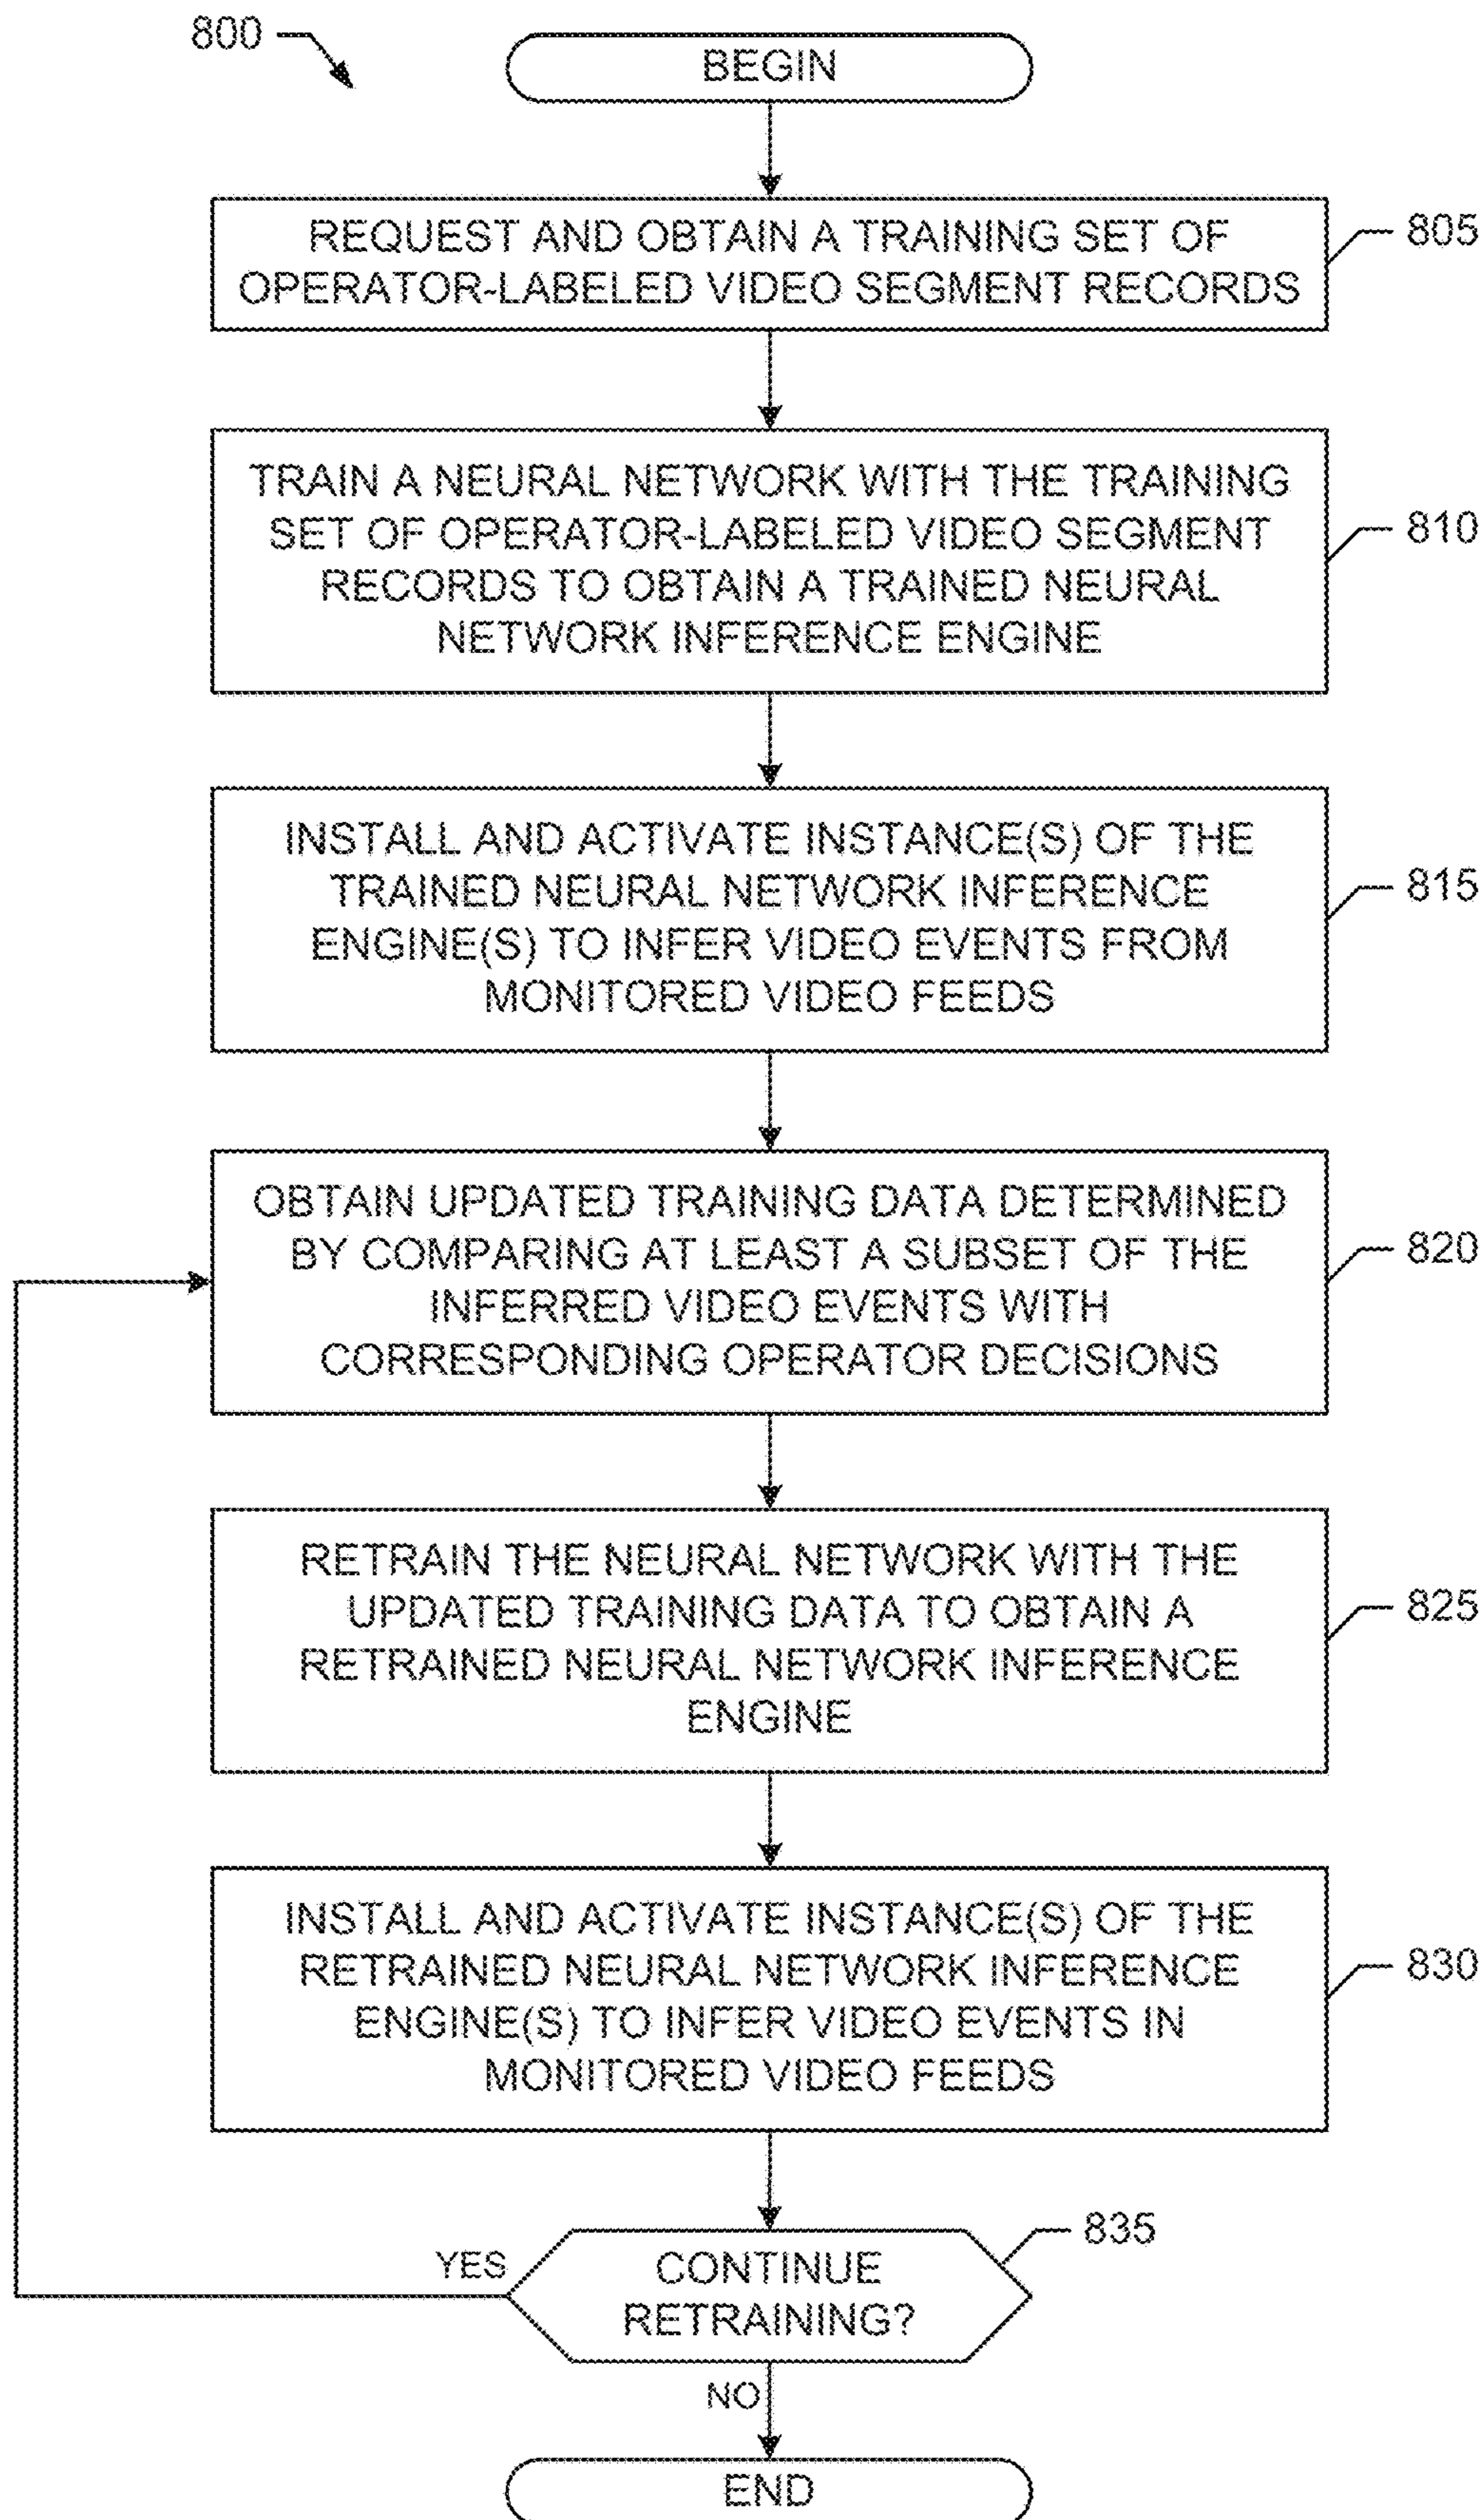 800
BEGIN
REQUEST AND OBTAIN A TRAINING SET OF
OPERATOR-LABELED VIDEO SEGMENT RECORDS
805
TRAIN A NEURAL NETWORK WITH THE TRAINING
SET OF OPERATOR-LABELED VIDEO SEGMENT
RECORDS TO OBTAIN A TRAINED NEURAL
NETWORK INFERENCE ENGINE
810
INSTALL AND ACTIVATE INSTANCE(S) OF THE
TRAINED NEURAL NETWORK INFERENCE
ENGINE(S) TO INFER VIDEO EVENTS FROM
MONITORED VIDEO FEEDS
815
OBTAIN UPDATED TRAINING DATA DETERMINED
BY COMPARING AT LEAST A SUBSET OF THE
INFERRED VIDEO EVENTS WITH
CORRESPONDING OPERATOR DECISIONS
820
RETRAIN THE NEURAL NETWORK WITH THE
UPDATED TRAINING DATA TO OBTAIN A
RETRAINED NEURAL NETWORK INFERENCE
ENGINE
825
INSTALL AND ACTIVATE INSTANCE(S) OF THE
RETRAINED NEURAL NETWORK INFERENCE
ENGINE(S) TO INFER VIDEO EVENTS IN
MONITORED VIDEO FEEDS
830
835
YES
CONTINUE
RETRAINING?
NO
END